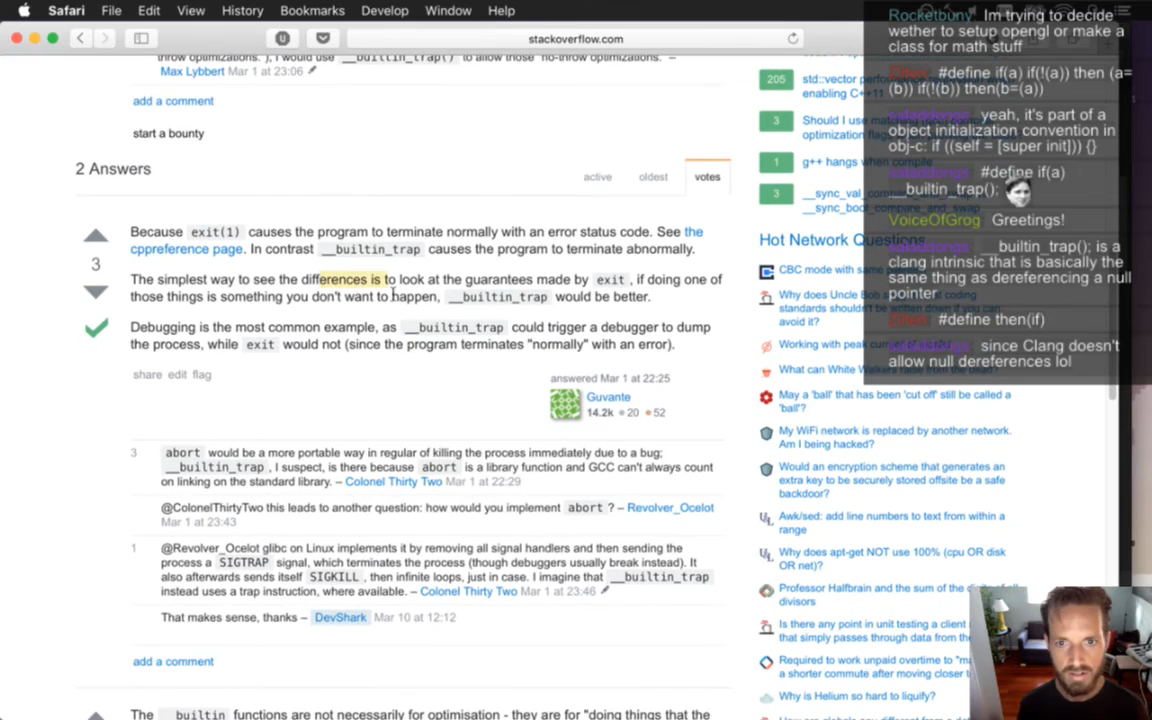 Safari File Edit View History Bookmarks Develop Window Help
stackoverflow.com
throw optimizations. ), I would use __builtin_trap() to allow those "no-throw optimizations. –
Max Lybbert Mar 1 at 23:06
add a comment
start a bounty
2 Answers
active oldest votes
3
Because exit(1) causes the program to terminate normally with an error status code. See the
cppreference page. In contrast __builtin_trap causes the program to terminate abnormally.
The simplest way to see the differences is to look at the guarantees made by exit, if doing one of
those things is something you don't want to happen, __builtin_trap would be better.
Debugging is the most common example, as __builtin_trap could trigger a debugger to dump
the process, while exit would not (since the program terminates "normally" with an error).
share edit flag
answered Mar 1 at 22:25
Guvante
14.2k 20 52
3 abort would be a more portable way in regular of killing the process immediately due to a bug;
__builtin_trap, I suspect, is there because abort is a library function and GCC can't always count
on linking on the standard library. – Colonel Thirty Two Mar 1 at 22:29
@ColonelThirtyTwo this leads to another question: how would you implement abort? – Revolver_Ocelot
Mar 1 at 23:43
1 @Revolver_Ocelot glibc on Linux implements it by removing all signal handlers and then sending the
process a SIGTRAP signal, which terminates the process (though debuggers usually break instead). It
also afterwards sends itself SIGKILL, then infinite loops, just in case. I imagine that __builtin_trap
instead uses a trap instruction, where available. – Colonel Thirty Two Mar 1 at 23:46
That makes sense, thanks – DevShark Mar 10 at 12:12
add a comment
The __builtin functions are not necessarily for optimisation - they are for "doing things that the
205 std::vector
enabling C++11
3 Should I use
optimization
1 g++ hangs when compile
3 __sync_val_compare
__sync_bool_compare_and_swap
Hot Network Questions
CBC mode with
Why does Uncle Bob
standards shouldn't
avoid it?
Working with peak
What can White Walkers
May a 'ball' that has been 'cut off' still be called a
'ball'?
My WiFi network is replaced by another network.
Am I being hacked?
Would an encryption scheme that generates an
extra key to be securely stored offsite be a safe
backdoor?
Awk/sed: add line numbers to text from within a
range
Why does apt-get NOT use 100% (cpu OR disk
OR net)?
Professor Halfbrain and the sum of the
divisors
Is there any point in unit testing a client
that simply passes through data from the
Required to work unpaid overtime to
a shorter commute after moving closer
Why is Helium so hard to liquify?
Rocketbuny Im trying to decide
wether to setup opengl or make a
class for math stuff
#define if(a) if(!(a)) then (a=
(b)) if(!(b)) then(b=(a))
yeah, it's part of a
object initialization convention in
obj-c: if ((self = [super init])) {}
#define if(a)
__builtin_trap();
VoiceOfGrog Greetings!
__builtin_trap(); is a
clang intrinsic that is basically the
same thing as dereferencing a null
pointer
#define then(if)
since Clang doesn't
allow null dereferences lol